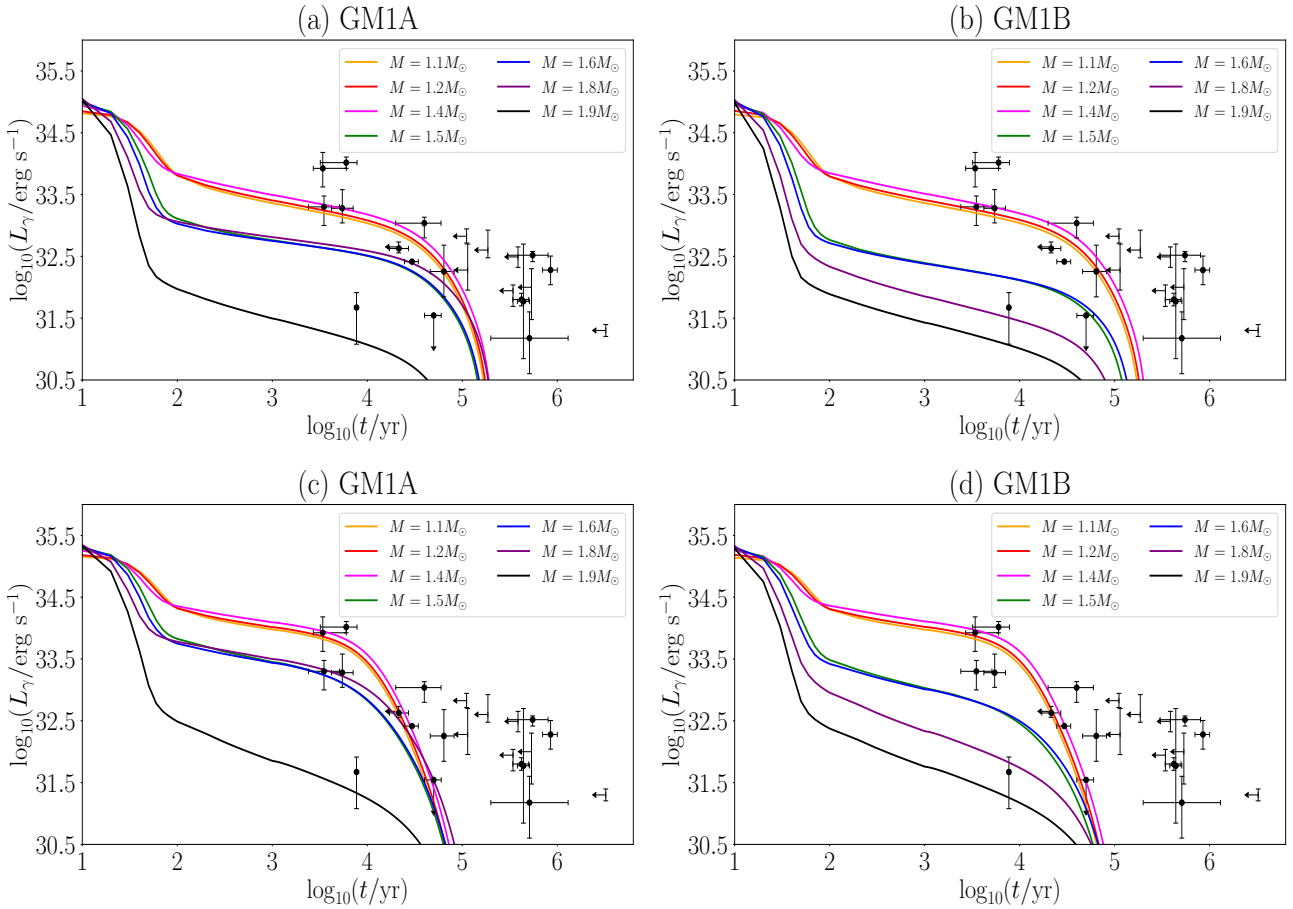 (a) GM1A
(b) GM1B
log₁₀(Lγ/erg s⁻¹)
35.5
34.5
33.5
32.5
31.5
30.5
M = 1.1M⊙
M = 1.2M⊙
M = 1.4M⊙
M = 1.5M⊙
M = 1.6M⊙
M = 1.8M⊙
M = 1.9M⊙
1 2 3 4 5 6
log₁₀(t/yr)
log₁₀(Lγ/erg s⁻¹)
35.5
34.5
33.5
32.5
31.5
30.5
M = 1.1M⊙
M = 1.2M⊙
M = 1.4M⊙
M = 1.5M⊙
M = 1.6M⊙
M = 1.8M⊙
M = 1.9M⊙
1 2 3 4 5 6
log₁₀(t/yr)
(c) GM1A
(d) GM1B
log₁₀(Lγ/erg s⁻¹)
35.5
34.5
33.5
32.5
31.5
30.5
M = 1.1M⊙
M = 1.2M⊙
M = 1.4M⊙
M = 1.5M⊙
M = 1.6M⊙
M = 1.8M⊙
M = 1.9M⊙
1 2 3 4 5 6
log₁₀(t/yr)
log₁₀(Lγ/erg s⁻¹)
35.5
34.5
33.5
32.5
31.5
30.5
M = 1.1M⊙
M = 1.2M⊙
M = 1.4M⊙
M = 1.5M⊙
M = 1.6M⊙
M = 1.8M⊙
M = 1.9M⊙
1 2 3 4 5 6
log₁₀(t/yr)